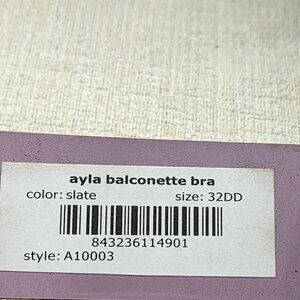 ayla balconette bra
color: slate size: 32DD
843236114901
style: A10003